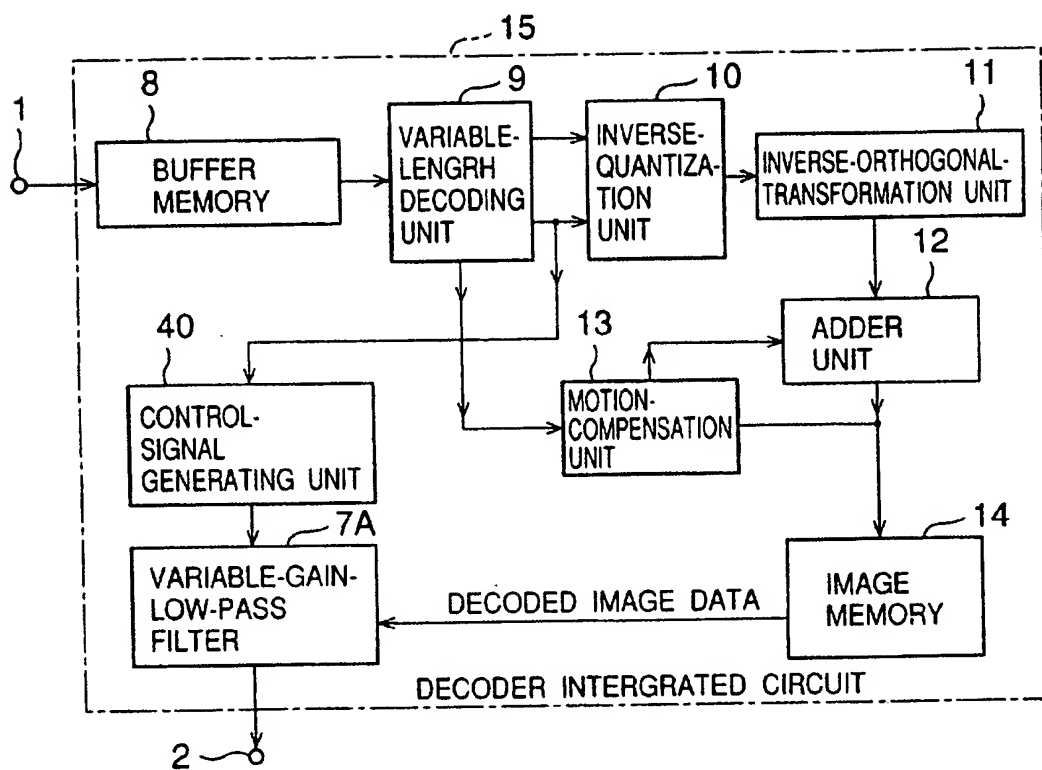 15
1
8
BUFFER
MEMORY
9
VARIABLE-
LENGRH
DECODING
UNIT
10
INVERSE-
QUANTIZA-
TION
UNIT
11
INVERSE-ORTHOGONAL-
TRANSFORMATION UNIT
12
ADDER
UNIT
13
MOTION-
COMPENSATION
UNIT
40
CONTROL-
SIGNAL
GENERATING UNIT
7A
VARIABLE-GAIN-
LOW-PASS
FILTER
DECODED IMAGE DATA
14
IMAGE
MEMORY
DECODER INTERGRATED CIRCUIT
2